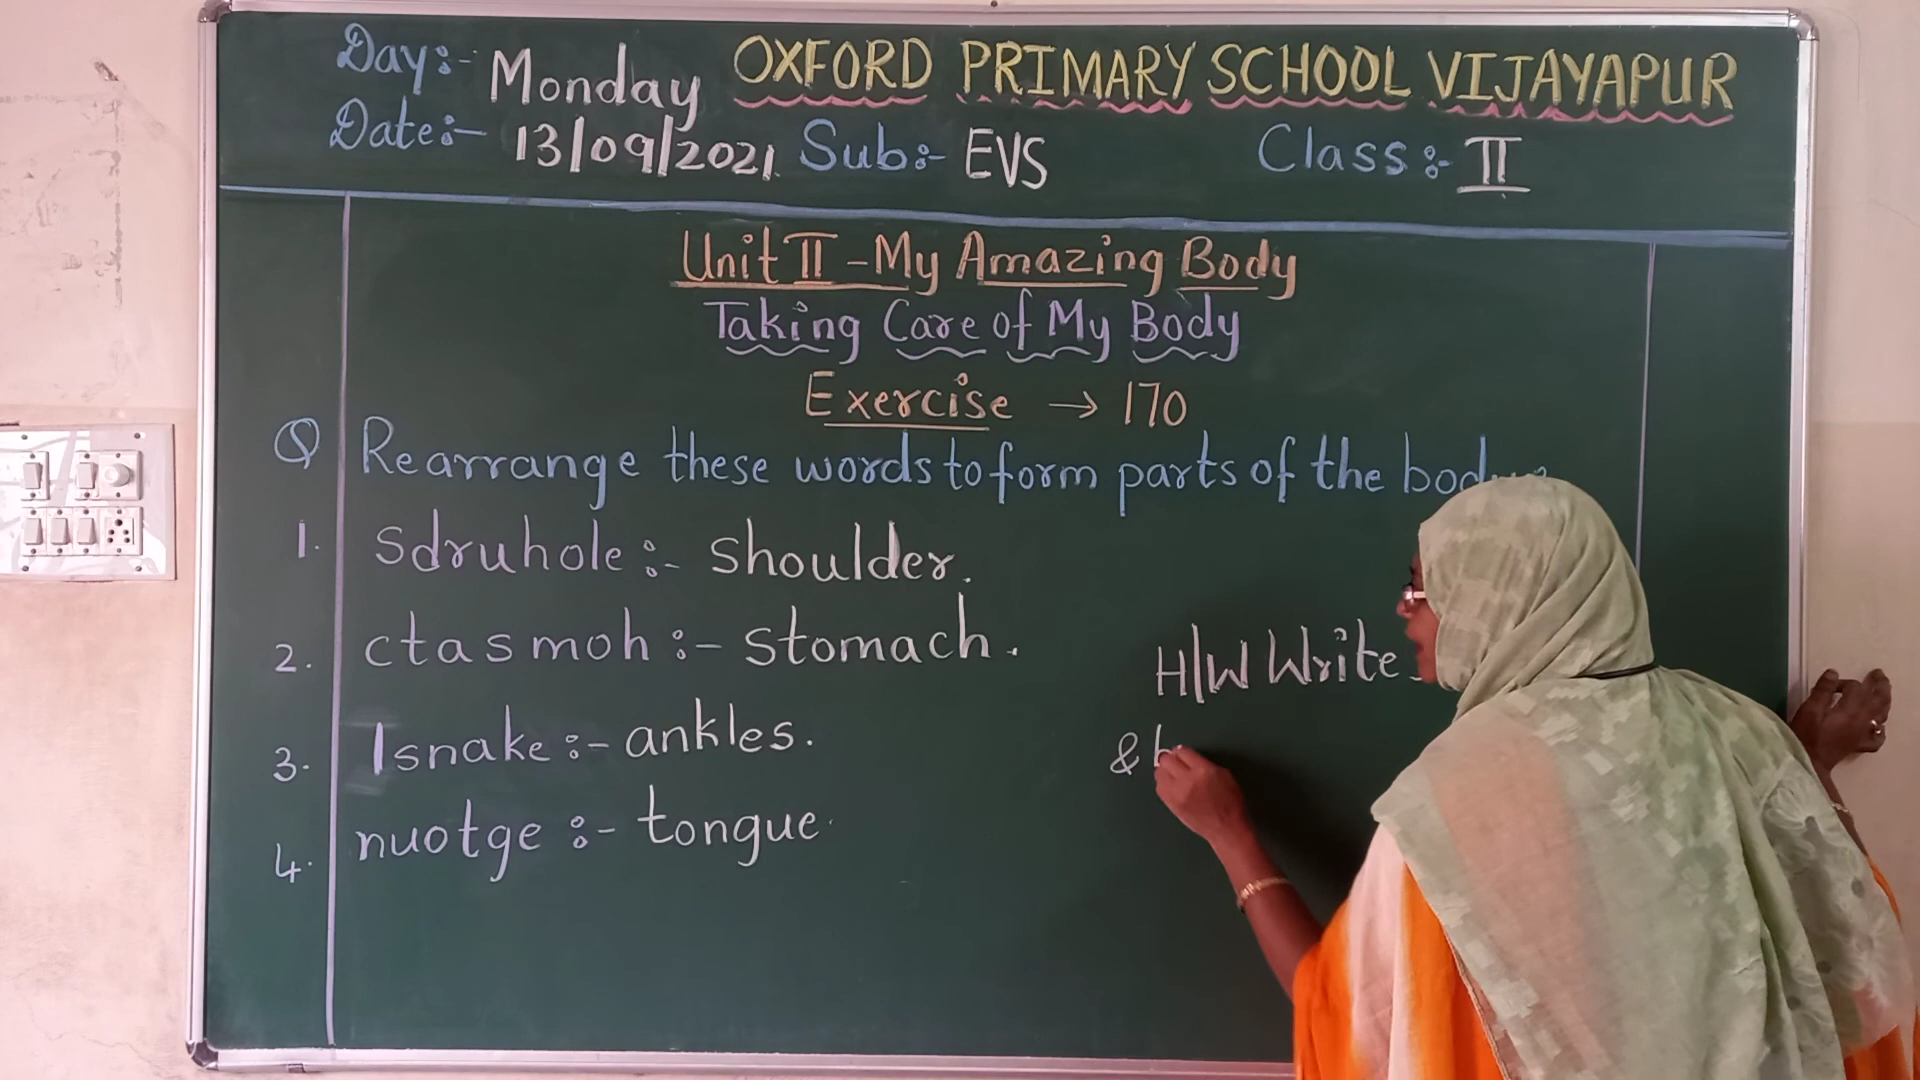 Day:- Monday OXFORD PRIMARY SCHOOL VIJAYAPUR
Date:- 13/09/2021 Sub:- EVS Class:- II
Unit II - My Amazing Body
Taking Care of My Body
Exercise → 170
Q Rearrange these words to form parts of the body
1. sdruhole :- shoulder.
2. ctasmoh :- stomach.
3. lsnake :- ankles.
4. nuotge :- tongue.
H/W Write
&